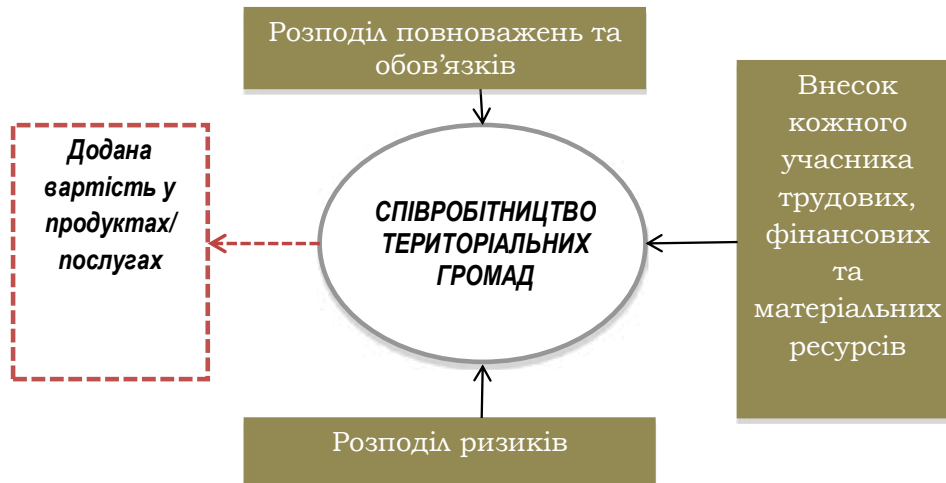 Розподіл повноважень та
обов’язків
Додана
вартість у
продуктах/
послугах
СПІВРОБІТНИЦТВО
ТЕРИТОРІАЛЬНИХ
ГРОМАД
Внесок
кожного
учасника
трудових,
фінансових
та
матеріальних
ресурсів
Розподіл ризиків